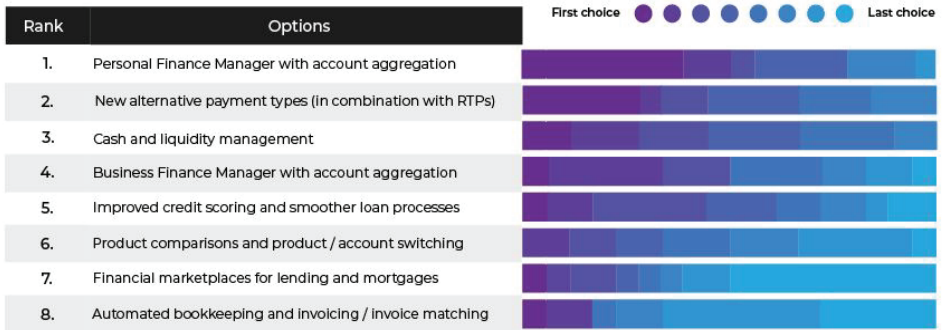 First choice Last choice
Rank Options
1. Personal Finance Manager with account aggregation
2. New alternative payment types (in combination with RTPs)
3. Cash and liquidity management
4. Business Finance Manager with account aggregation
5. Improved credit scoring and smoother loan processes
6. Product comparisons and product / account switching
7. Financial marketplaces for lending and mortgages
8. Automated bookkeeping and invoicing / invoice matching